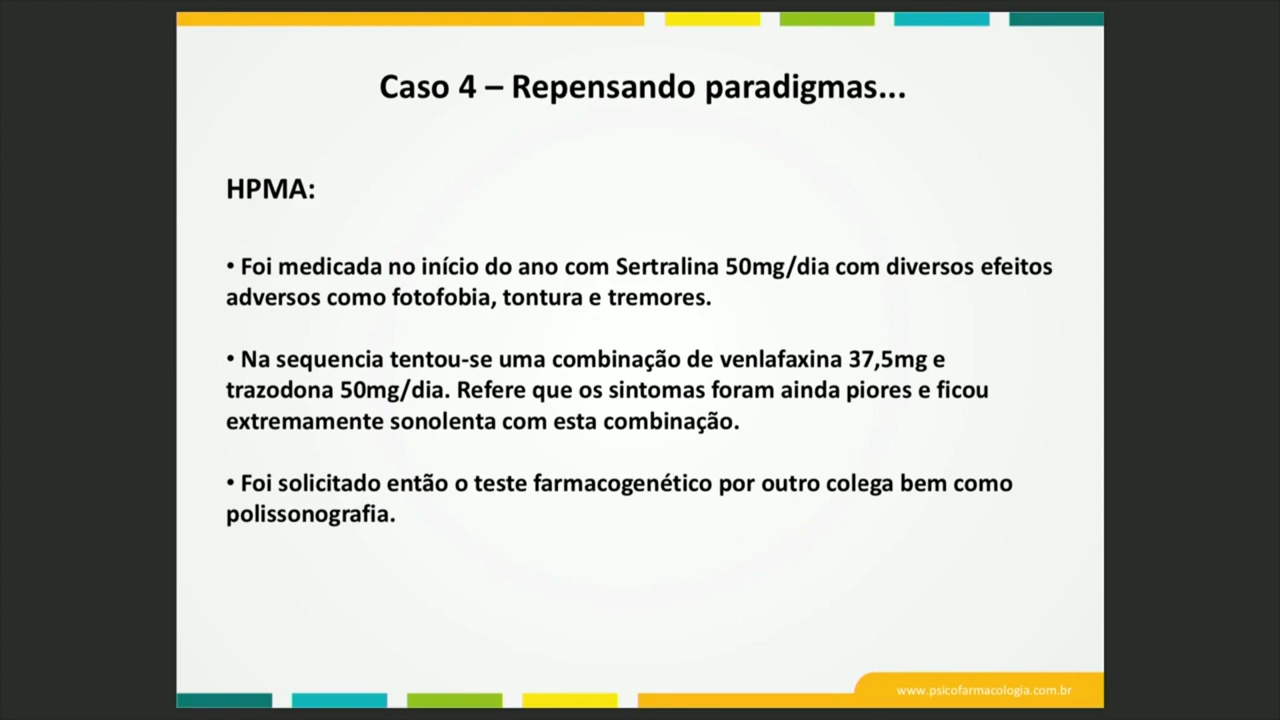 Caso 4 – Repensando paradigmas...
HPMA:
• Foi medicada no início do ano com Sertralina 50mg/dia com diversos efeitos
adversos como fotofobia, tontura e tremores.
• Na sequencia tentou-se uma combinação de venlafaxina 37,5mg e
trazodona 50mg/dia. Refere que os sintomas foram ainda piores e ficou
extremamente sonolenta com esta combinação.
• Foi solicitado então o teste farmacogenético por outro colega bem como
polissonografia.
www.psicofarmacologia.com.br